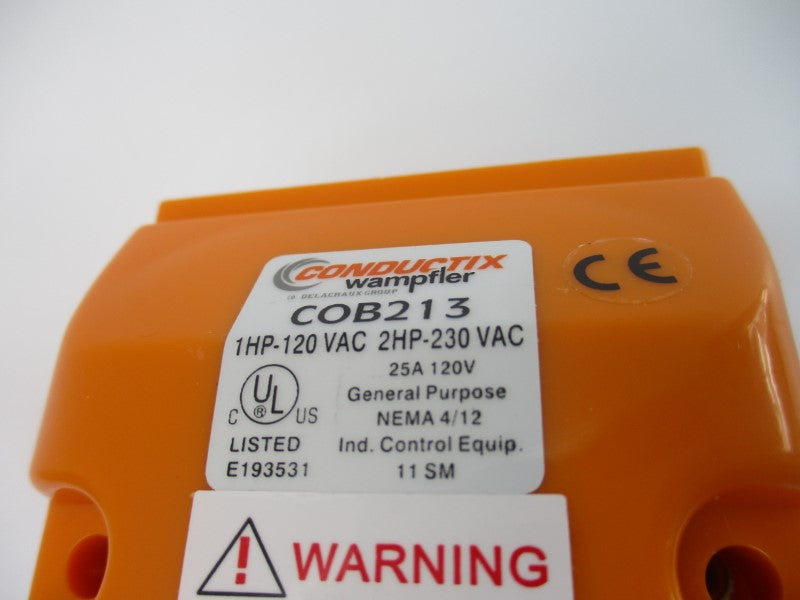 CONDUCTIX
wampfler
DELACHAUX GROUP
COB213
1HP-120 VAC 2HP-230 VAC
25A 120V
General Purpose
NEMA 4/12
Ind. Control Equip.
11 SM
C UL ® US
LISTED
E193531
CE
! WARNING